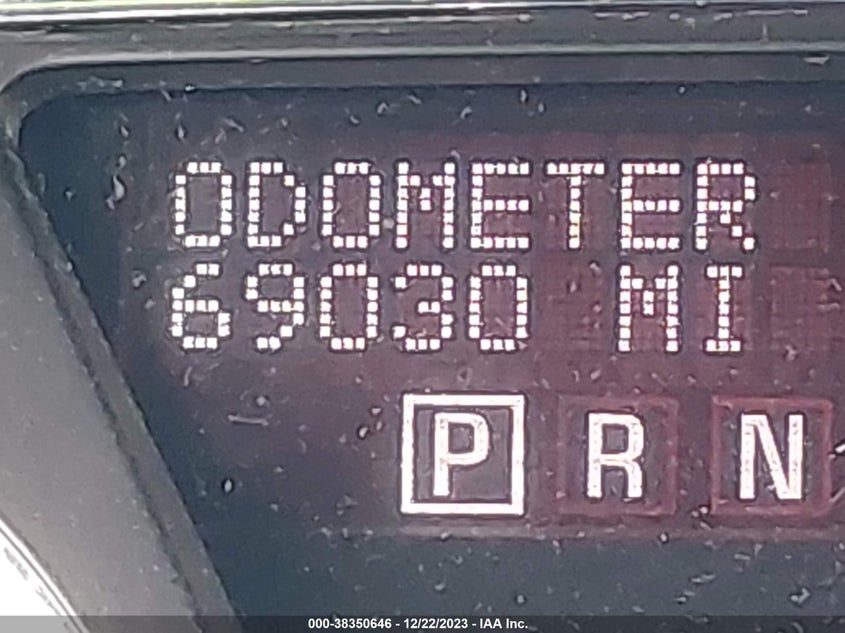 ODOMETER
69030 MI
P R N
000-38350646 - 12/22/2023 - IAA Inc.